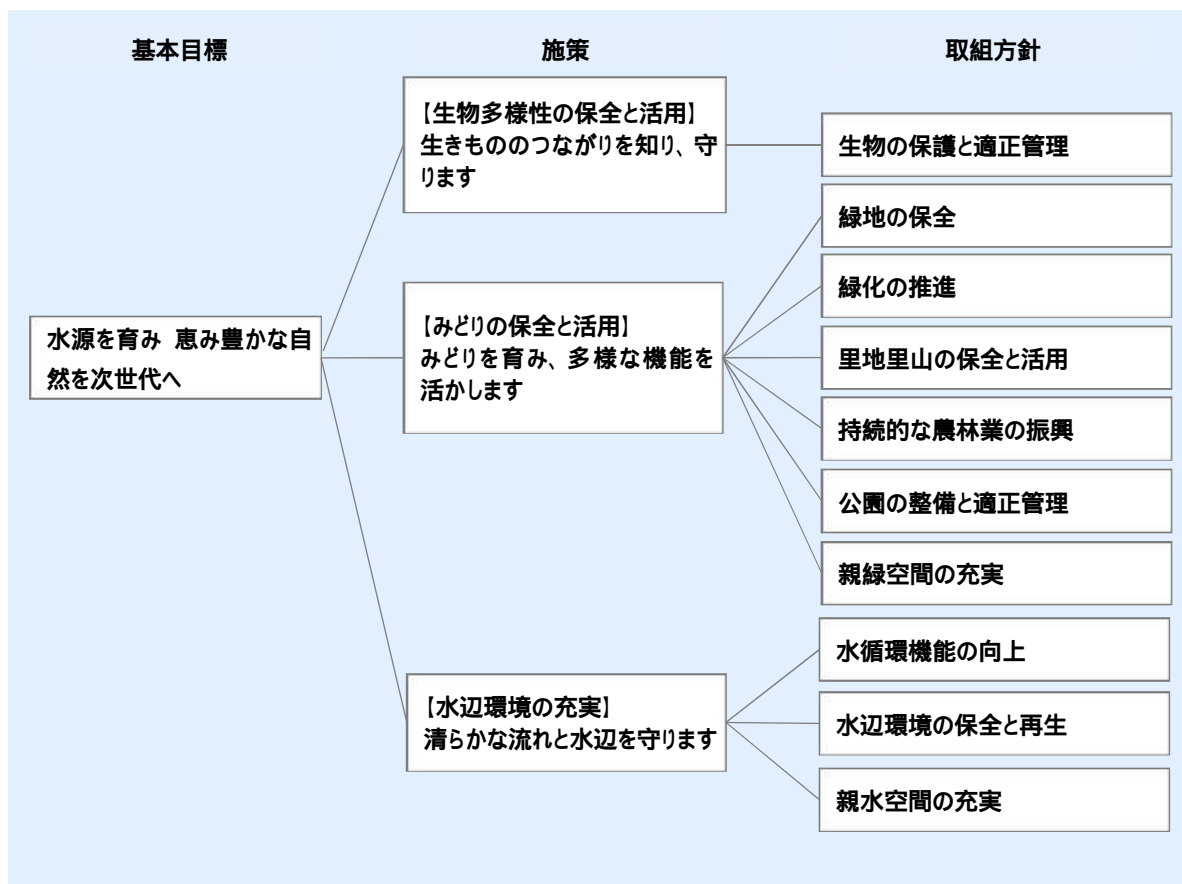 基本目標
施策
取組方針
水源を育み 恵み豊かな自
然を次世代へ
【生物多様性の保全と活用】
生きもののつながりを知り、守
ります
【みどりの保全と活用】
みどりを育み、多様な機能を
活かします
【水辺環境の充実】
清らかな流れと水辺を守ります
生物の保護と適正管理
緑地の保全
緑化の推進
里地里山の保全と活用
持続的な農林業の振興
公園の整備と適正管理
親緑空間の充実
水循環機能の向上
水辺環境の保全と再生
親水空間の充実